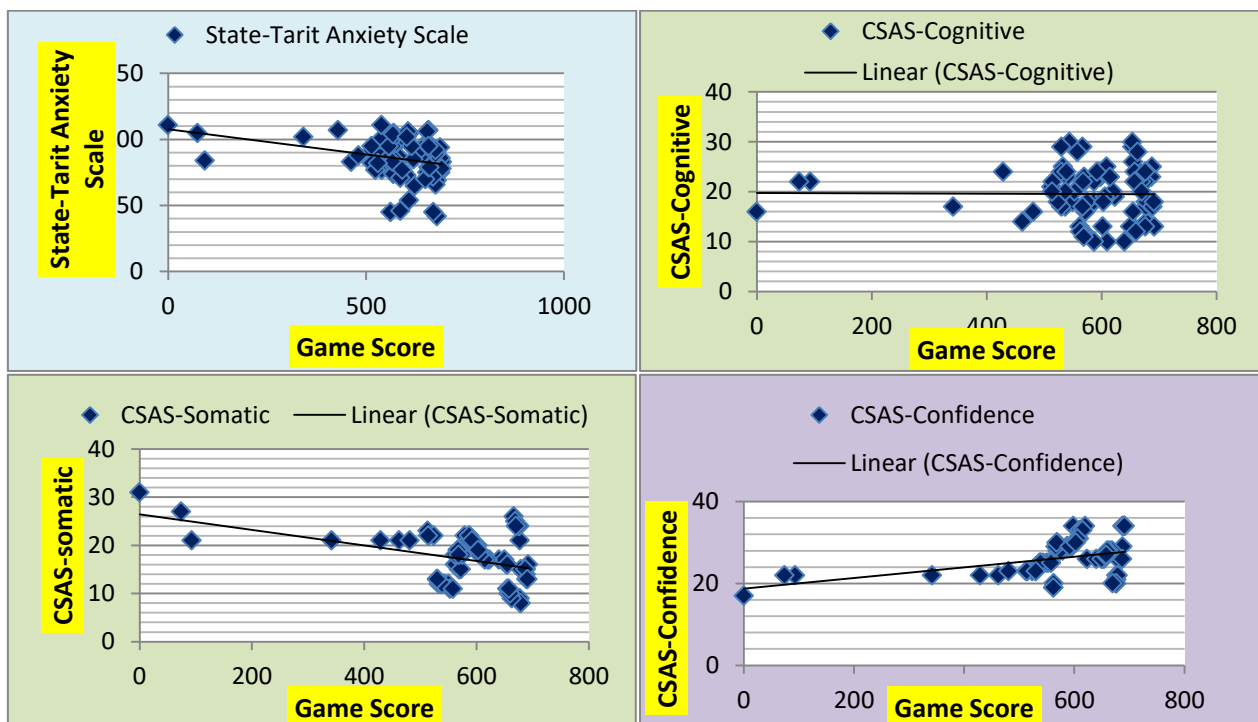 State-Tarit Anxiety Scale
State-Tarit Anxiety
Scale
50
00
50
0
0
500
1000
Game Score
CSAS-Cognitive
Linear (CSAS-Cognitive)
CSAS-Cognitive
40
30
20
10
0
0
200
400
600
800
Game Score
CSAS-Somatic
Linear (CSAS-Somatic)
CSAS-somatic
40
30
20
10
0
0
200
400
600
800
Game Score
CSAS-Confidence
Linear (CSAS-Confidence)
CSAS-Confidence
40
20
0
0
200
400
600
800
Game Score